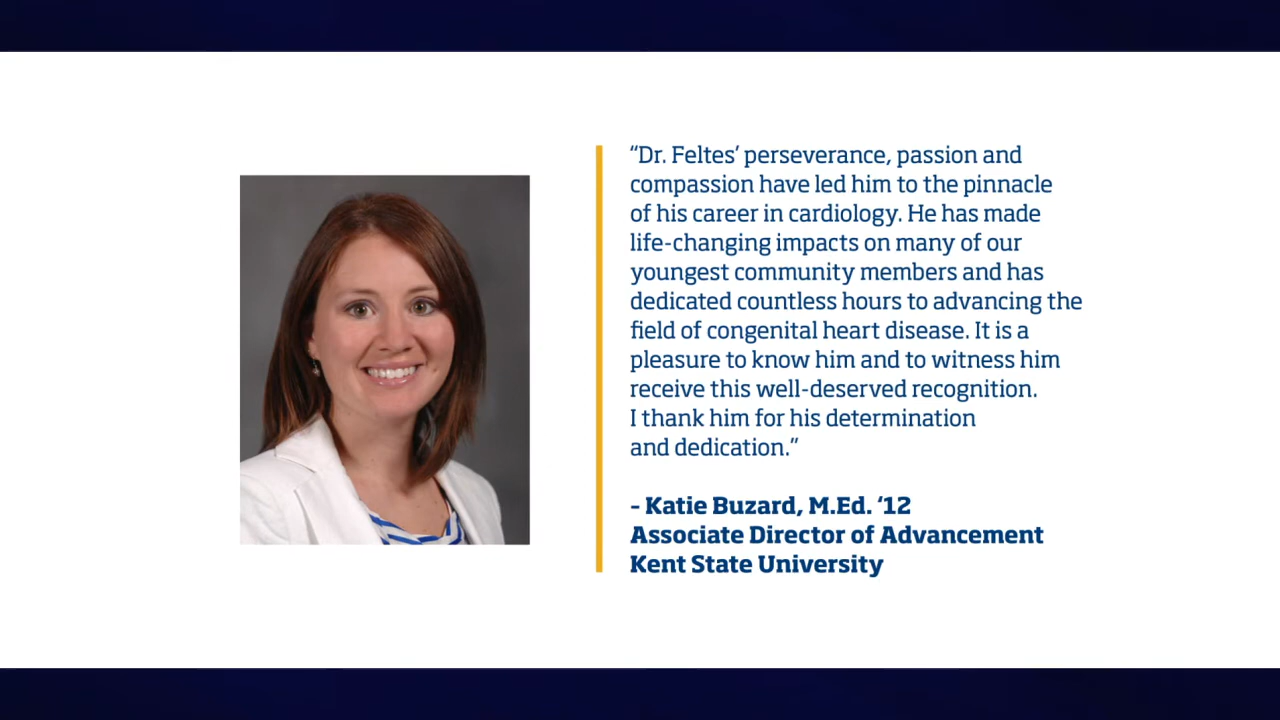 “Dr. Feltes’ perseverance, passion and
compassion have led him to the pinnacle
of his career in cardiology. He has made
life-changing impacts on many of our
youngest community members and has
dedicated countless hours to advancing the
field of congenital heart disease. It is a
pleasure to know him and to witness him
receive this well-deserved recognition.
I thank him for his determination
and dedication.”
– Katie Buzard, M.Ed. ‘12
Associate Director of Advancement
Kent State University